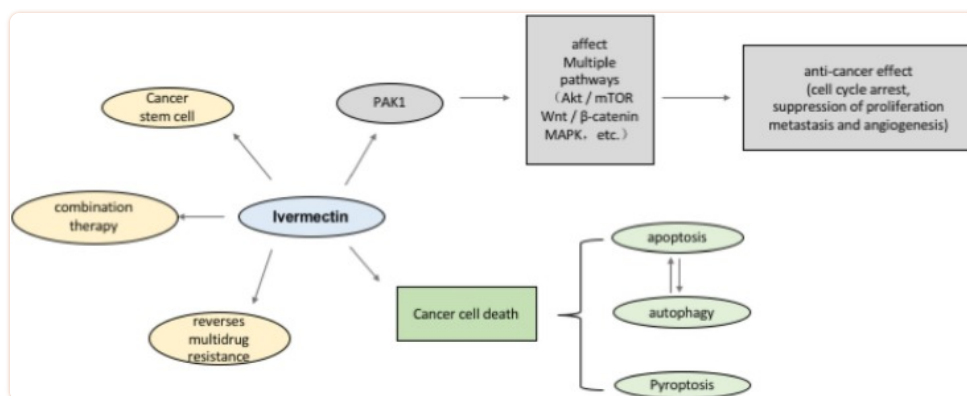 affect
Multiple
pathways
（Akt / mTOR
Wnt / β-catenin
MAPK，etc.）
anti-cancer effect
(cell cycle arrest,
suppression of proliferation
metastasis and angiogenesis)
Cancer
stem cell
PAK1
combination
therapy
Ivermectin
apoptosis
reverses
multidrug
resistance
Cancer cell death
autophagy
Pyroptosis